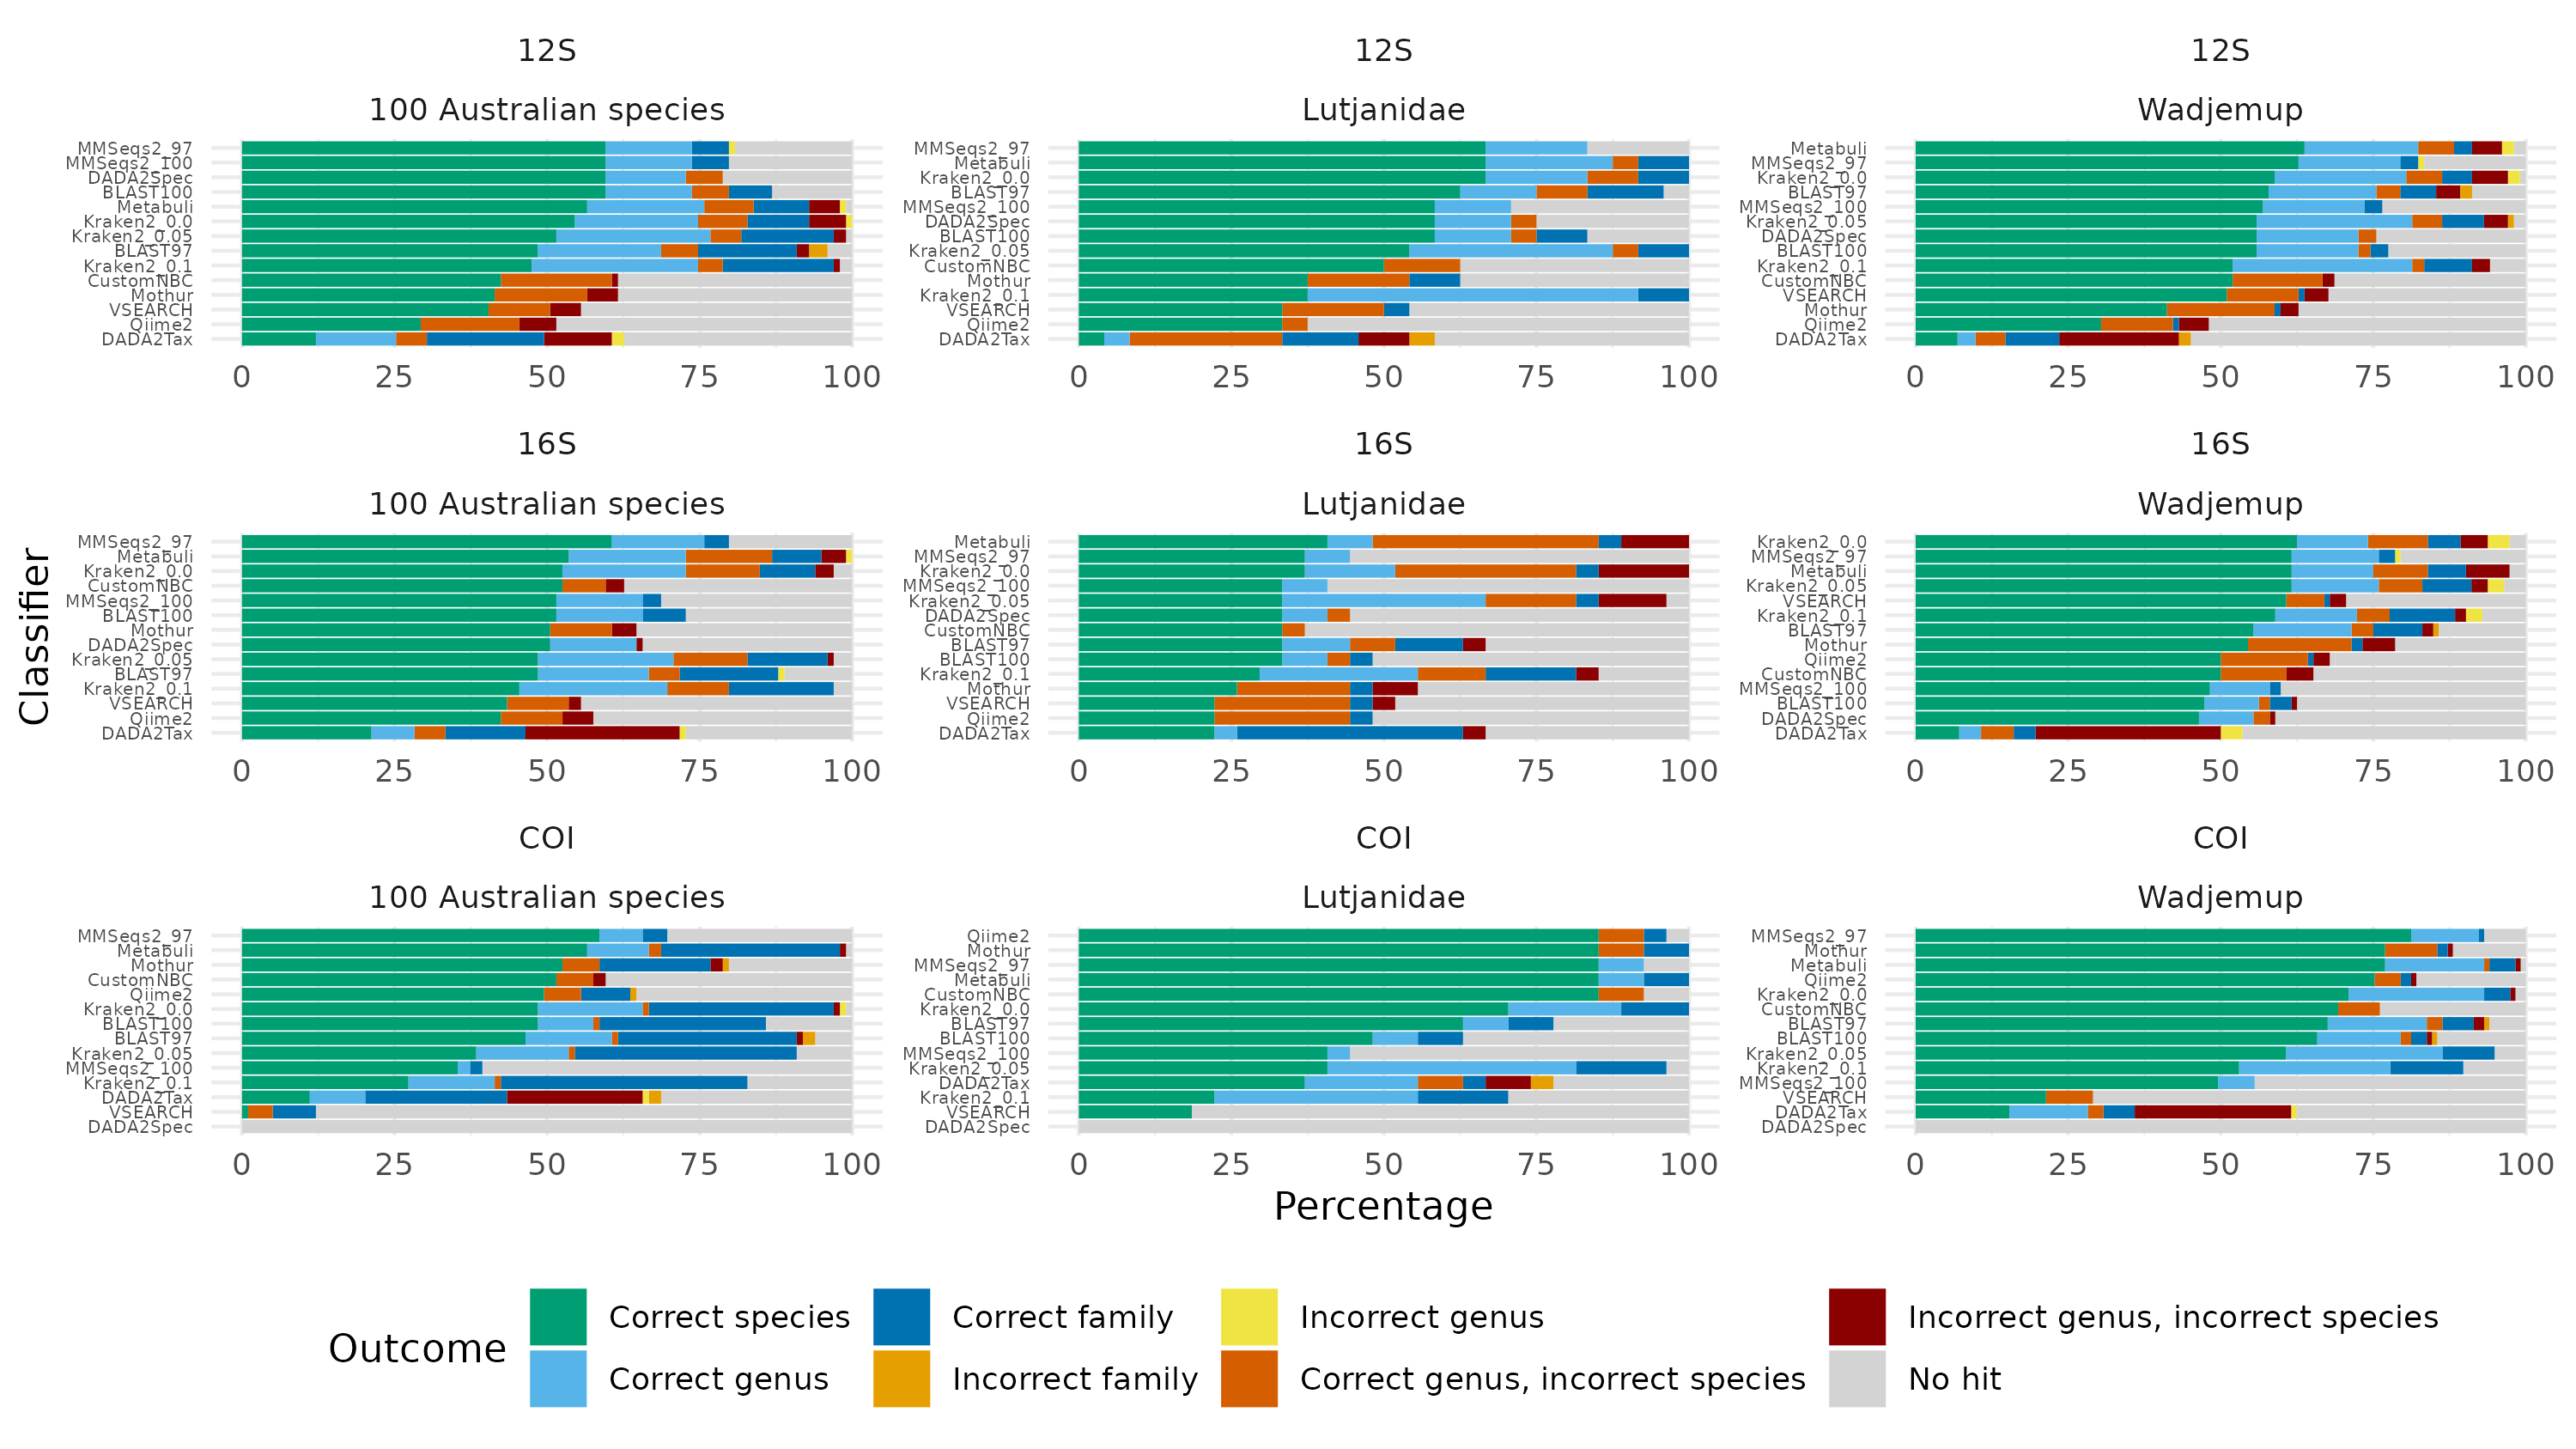 12S 12S 12S
100 Australian species Lutjanidae Wadjemup
MMSeqs2_97 MMSeqs2_97 Metabuli
MMSeqs2_100 Metabuli MMSeqs2_97
DADA2Spec Kraken2_0.0 Kraken2_0.0
BLAST100 BLAST97 BLAST97
Metabuli MMSeqs2_100 MMSeqs2_100
Kraken2_0.0 DADA2Spec Kraken2_0.05
Kraken2_0.05 BLAST100 DADA2Spec
BLAST97 Kraken2_0.05 BLAST100
Kraken2_0.1 CustomNBC Kraken2_0.1
CustomNBC Mothur CustomNBC
Mothur Kraken2_0.1 VSEARCH
VSEARCH VSEARCH Mothur
Qiime2 Qiime2 Qiime2
DADA2Tax DADA2Tax DADA2Tax
0 25 50 75 100 0 25 50 75 100 0 25 50 75 100
16S 16S 16S
100 Australian species Lutjanidae Wadjemup
MMSeqs2_97 Metabuli Kraken2_0.0
Metabuli MMSeqs2_97 MMSeqs2_97
Kraken2_0.0 Kraken2_0.0 Metabuli
CustomNBC MMSeqs2_100 Kraken2_0.05
MMSeqs2_100 Kraken2_0.05 VSEARCH
BLAST100 DADA2Spec Kraken2_0.1
Mothur CustomNBC BLAST97
DADA2Spec BLAST97 Mothur
Kraken2_0.05 BLAST100 Qiime2
BLAST97 Kraken2_0.1 CustomNBC
Kraken2_0.1 Mothur MMSeqs2_100
VSEARCH VSEARCH BLAST100
Qiime2 Qiime2 DADA2Spec
DADA2Tax DADA2Tax DADA2Tax
0 25 50 75 100 0 25 50 75 100 0 25 50 75 100
Classifier
COI COI COI
100 Australian species Lutjanidae Wadjemup
MMSeqs2_97 Qiime2 MMSeqs2_97
Metabuli Mothur Mothur
Mothur MMSeqs2_97 Metabuli
CustomNBC Metabuli Qiime2
Qiime2 CustomNBC Kraken2_0.0
Kraken2_0.0 Kraken2_0.0 CustomNBC
BLAST100 BLAST97 BLAST97
BLAST97 BLAST100 BLAST100
Kraken2_0.05 MMSeqs2_100 Kraken2_0.05
MMSeqs2_100 Kraken2_0.05 Kraken2_0.1
Kraken2_0.1 DADA2Tax MMSeqs2_100
DADA2Tax Kraken2_0.1 VSEARCH
VSEARCH VSEARCH DADA2Tax
DADA2Spec DADA2Spec DADA2Spec
0 25 50 75 100 0 25 50 75 100 0 25 50 75 100
Percentage
Outcome
Correct species Correct family Incorrect genus Incorrect genus, incorrect species
Correct genus Incorrect family Correct genus, incorrect species No hit